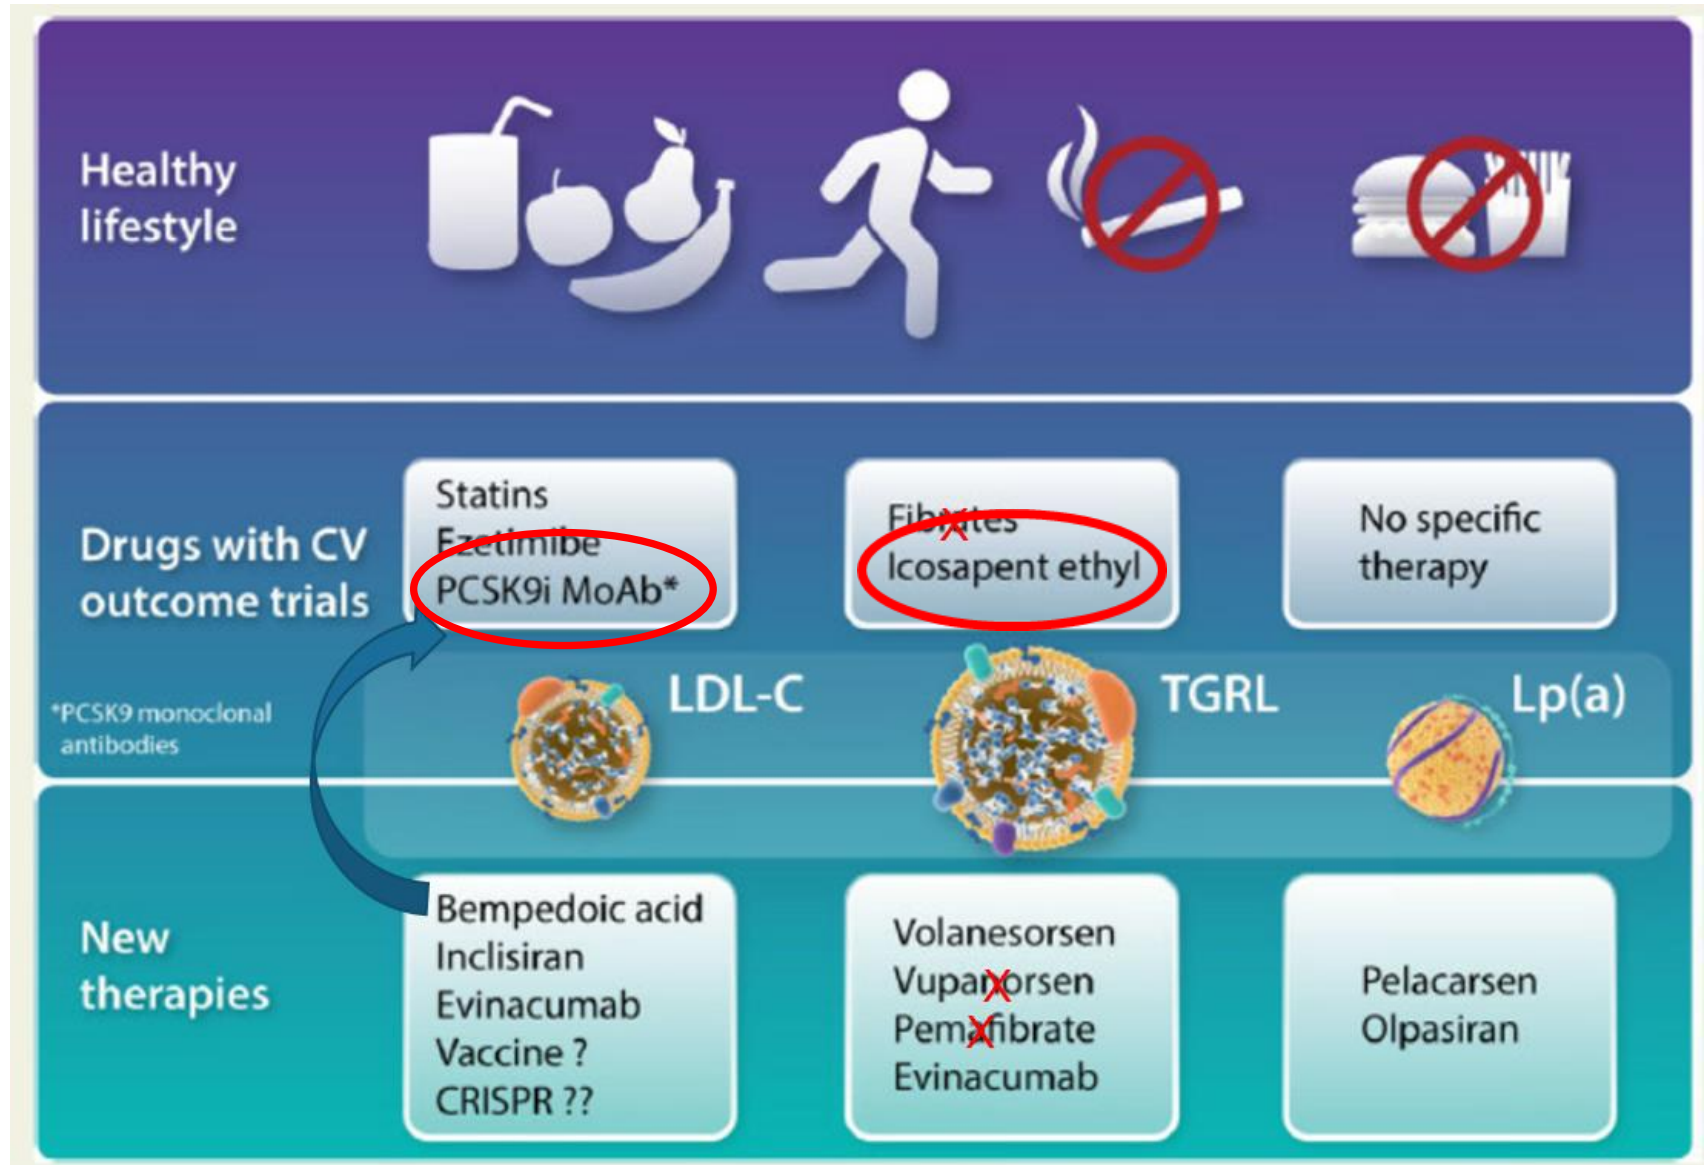 Healthy
lifestyle
Drugs with CV
outcome trials
*PCSK9 monoclonal
antibodies
Statins
Ezetimibe
PCSK9i MoAb*
Fibrates
X
Icosapent ethyl
No specific
therapy
LDL-C
TGRL
Lp(a)
New
therapies
Bempedoic acid
Inclisiran
Evinacumab
Vaccine ?
CRISPR ??
Volanesorsen
Vupanorsen
X
Pemafibrate
X
Evinacumab
Pelacarsen
Olpasiran